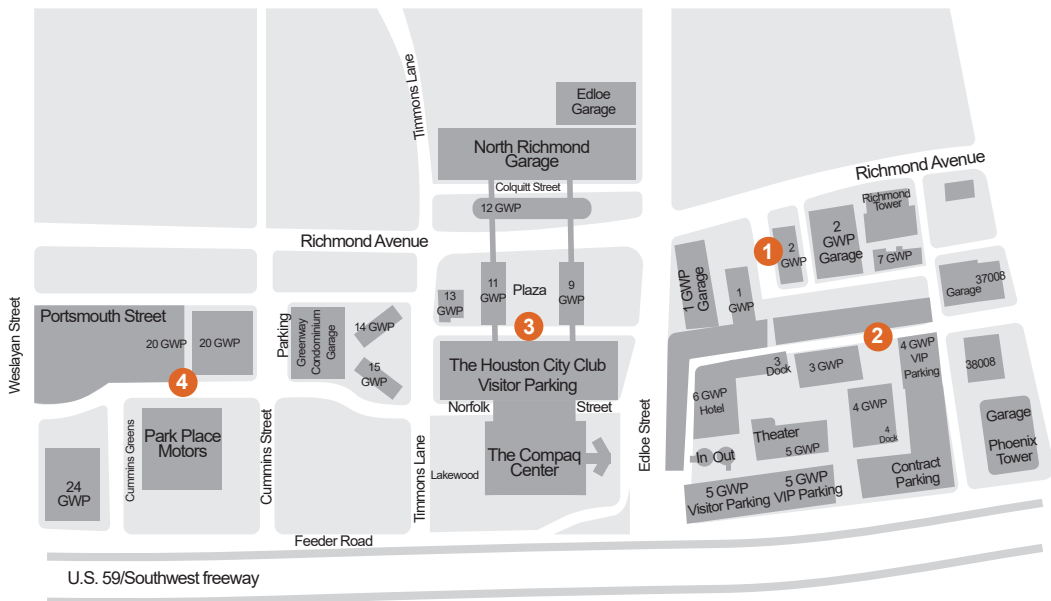 Timmons Lane
Edloe
Garage
North Richmond
Garage
Colquitt Street
12 GWP
Richmond Avenue
Richmond Avenue
Richmond
Tower
2
GWP
Garage
7 GWP
1
2
GWP
1 GWP
Garage
1
GWP
37008
Garage
Weslayan Street
Portsmouth Street
20 GWP
20 GWP
4
Parking
Greenway
Condominium
Garage
14 GWP
15
GWP
13
GWP
11
GWP
Plaza
9
GWP
3
The Houston City Club
Visitor Parking
Norfolk
Street
The Compaq
Center
Lakewood
Timmons Lane
Edloe Street
2
3
Dock
3 GWP
4 GWP
VIP
Parking
38008
6 GWP
Hotel
4 GWP
4
Dock
Theater
5 GWP
In
Out
5 GWP
Visitor Parking
5 GWP
VIP Parking
Contract
Parking
Garage
Phoenix
Tower
24
GWP
Cummins Greens
Park Place
Motors
Cummins Street
Feeder Road
U.S. 59/Southwest freeway